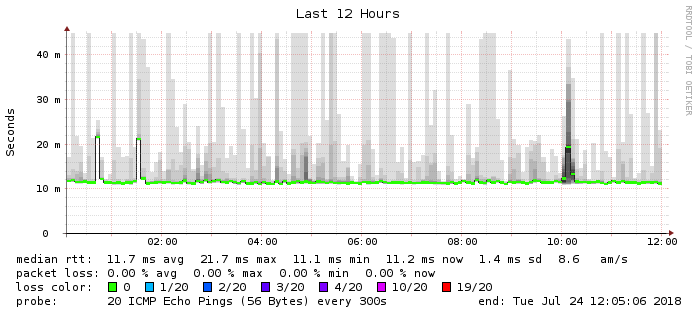 Last 12 Hours
RRDTOOL / TOBI OETIKER
Seconds
40 m
30 m
20 m
10 m
0
02:00 04:00 06:00 08:00 10:00 12:00
median rtt: 11.7 ms avg 21.7 ms max 11.1 ms min 11.2 ms now 1.4 ms sd 8.6 am/s
packet loss: 0.00 % avg 0.00 % max 0.00 % min 0.00 % now
loss color: 0 1/20 2/20 3/20 4/20 10/20 19/20
probe: 20 ICMP Echo Pings (56 Bytes) every 300s end: Tue Jul 24 12:05:06 2018